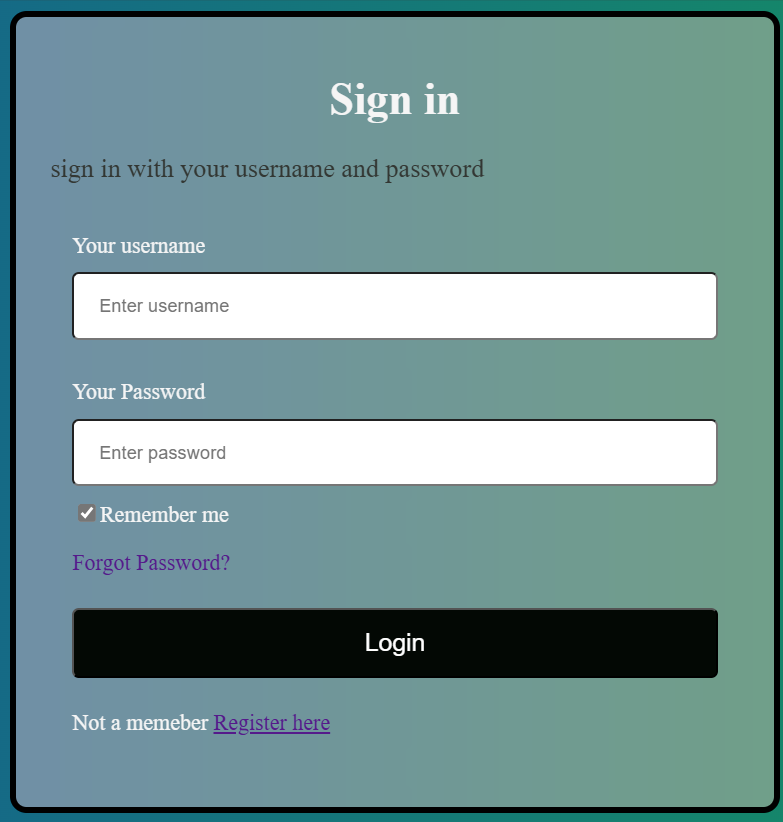 Sign in
sign in with your username and password
Your username
Enter username
Your Password
Enter password
Remember me
Forgot Password?
Login
Not a memeber Register here